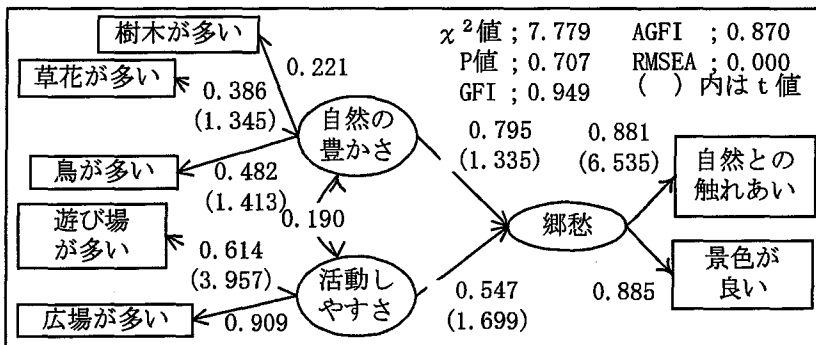 樹木が多い
χ²値 ; 7.779 AGFI ; 0.870
P値 ; 0.707 RMSEA ; 0.000
GFI ; 0.949 ( ) 内はt値
草花が多い
0.221
0.386
(1.345)
自然の
豊かさ
鳥が多い
0.482
(1.413)
0.795
(1.335)
0.881
(6.535)
自然との
触れあい
遊び場
が多い
0.190
郷愁
0.614
(3.957)
活動し
やすさ
景色が
良い
広場が多い
0.909
0.547
(1.699)
0.885